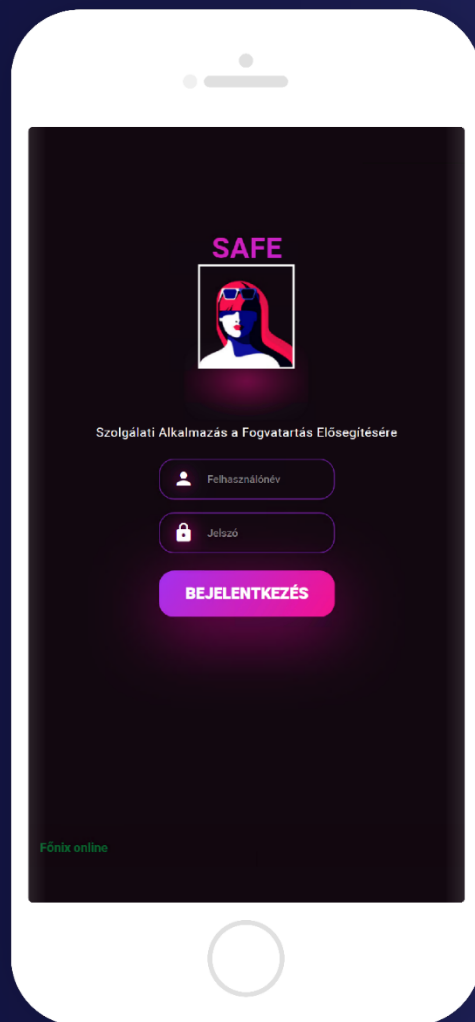 SAFE
Szolgálati Alkalmazás a Fogvatartás Elősegítésére
Felhasználónév
Jelszó
BEJELENTKEZÉS
Főnix online